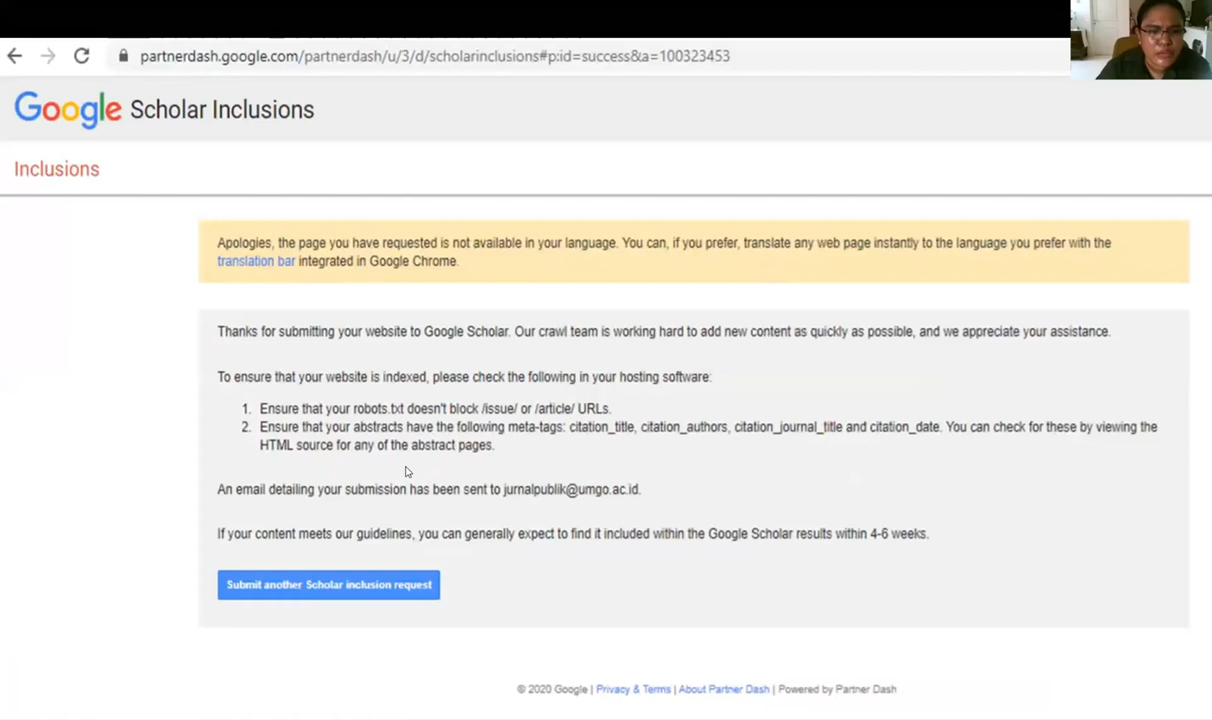 partnerdash.google.com/partnerdash/u/3/d/scholarinclusions#p:id=success&a=100323453
Google Scholar Inclusions
Inclusions
Apologies, the page you have requested is not available in your language. You can, if you prefer, translate any web page instantly to the language you prefer with the
translation bar integrated in Google Chrome.
Thanks for submitting your website to Google Scholar. Our crawl team is working hard to add new content as quickly as possible, and we appreciate your assistance.
To ensure that your website is indexed, please check the following in your hosting software:
1. Ensure that your robots.txt doesn't block /issue/ or /article/ URLs.
2. Ensure that your abstracts have the following meta-tags: citation_title, citation_authors, citation_journal_title and citation_date. You can check for these by viewing the
HTML source for any of the abstract pages.
An email detailing your submission has been sent to jurnalpublik@umgo.ac.id.
If your content meets our guidelines, you can generally expect to find it included within the Google Scholar results within 4-6 weeks.
Submit another Scholar inclusion request
© 2020 Google | Privacy & Terms | About Partner Dash | Powered by Partner Dash